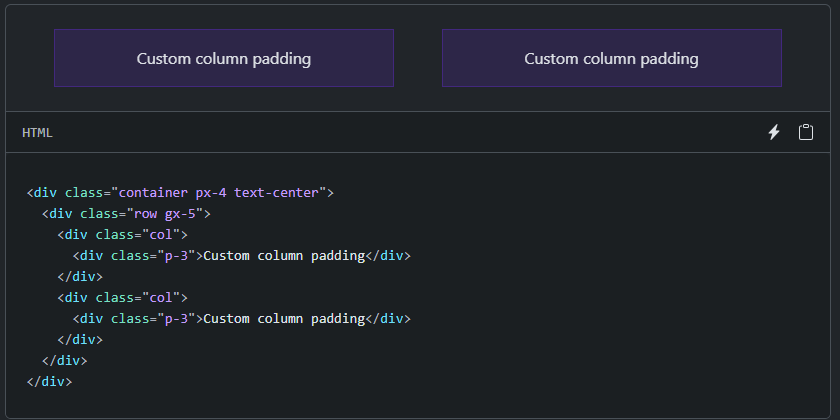 Custom column padding Custom column padding
HTML
<div class="container px-4 text-center">
  <div class="row gx-5">
    <div class="col">
      <div class="p-3">Custom column padding</div>
    </div>
    <div class="col">
      <div class="p-3">Custom column padding</div>
    </div>
  </div>
</div>